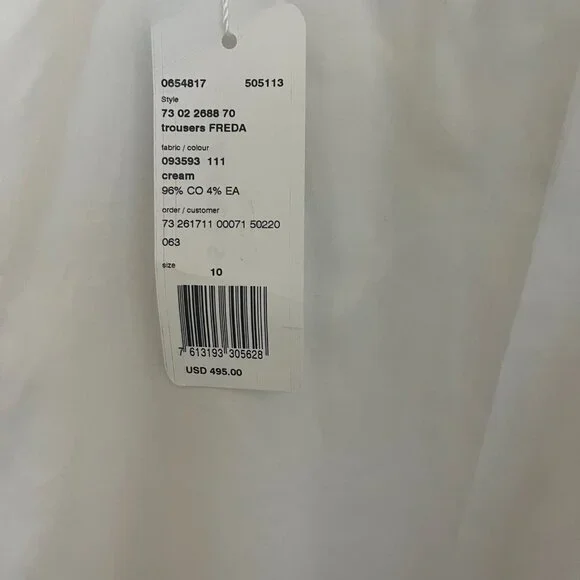 0654817 505113
Style
73 02 2688 70
trousers FREDA
fabric / colour
093593 111
cream
96% CO 4% EA
order / customer
73 261711 00071 50220
063
size 10
7 613193 305628
USD 495.00